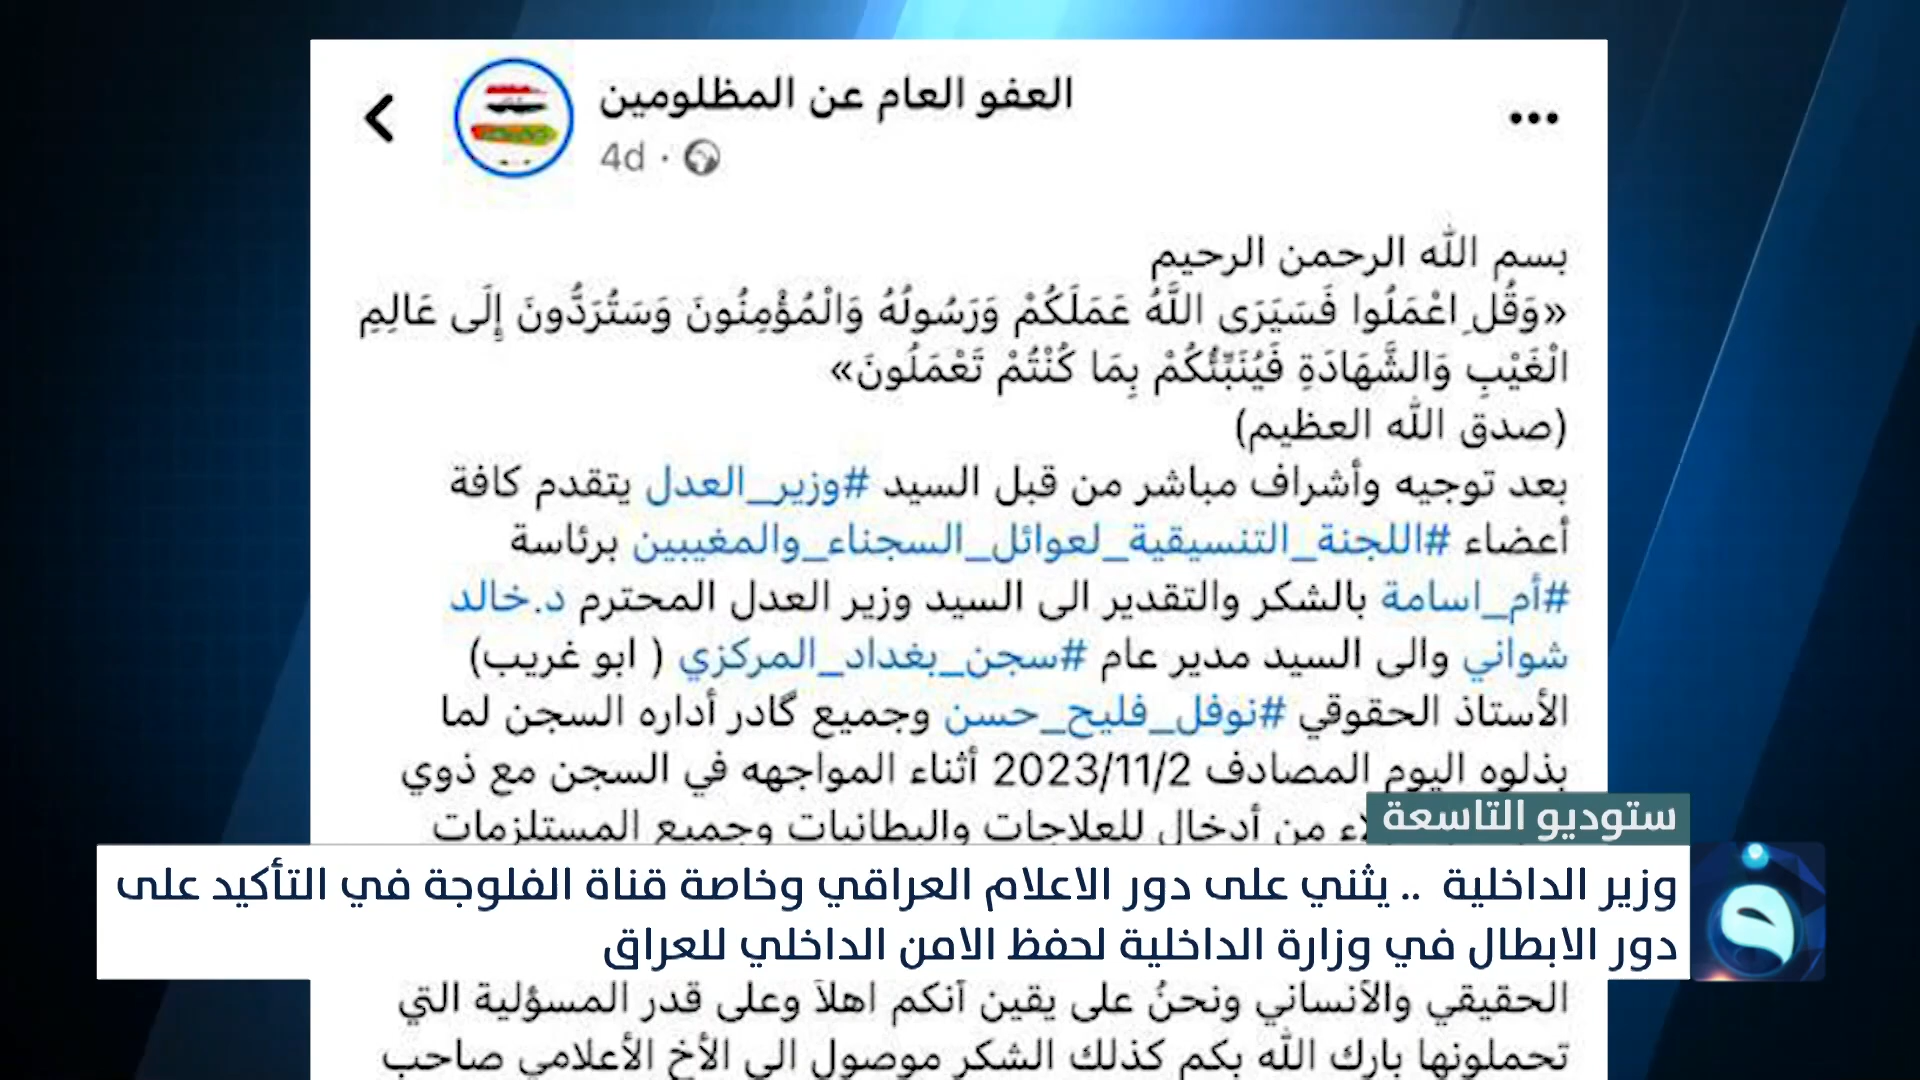 العفو العام عن المظلومين
4d ·
بسم الله الرحمن الرحيم
«وَقُلِ اعْمَلُوا فَسَيَرَى اللَّهُ عَمَلَكُمْ وَرَسُولُهُ وَالْمُؤْمِنُونَ وَسَتُرَدُّونَ إِلَى عَالِمِ
الْغَيْبِ وَالشَّهَادَةِ فَيُنَبِّئُكُمْ بِمَا كُنْتُمْ تَعْمَلُونَ»
(صدق الله العظيم)
بعد توجيه وأشراف مباشر من قبل السيد #وزير_العدل يتقدم كافة
أعضاء #اللجنة_التنسيقية_لعوائل_السجناء_والمغيبين برئاسة
#أم_اسامة بالشكر والتقدير الى السيد وزير العدل المحترم د.خالد
شواني والى السيد مدير عام #سجن_بغداد_المركزي ( ابو غريب)
الأستاذ الحقوقي #نوفل_فليح_حسن وجميع گادر أداره السجن لما
بذلوه اليوم المصادف 2023/11/2 أثناء المواجهه في السجن مع ذوي
من أدخال للعلاجات والبطانيات وجميع المستلزمات
ستوديو التاسعة
وزير الداخلية .. يثني على دور الاعلام العراقي وخاصة قناة الفلوجة في التأكيد على
دور الابطال في وزارة الداخلية لحفظ الامن الداخلي للعراق
الحقيقي والآنساني ونحنُ على يقين آنكم اهلآ وعلى قدر المسؤلية التي
تحملونها بارك الله بكم كذلك الشكر موصول الى الأخ الأعلامي صاحب